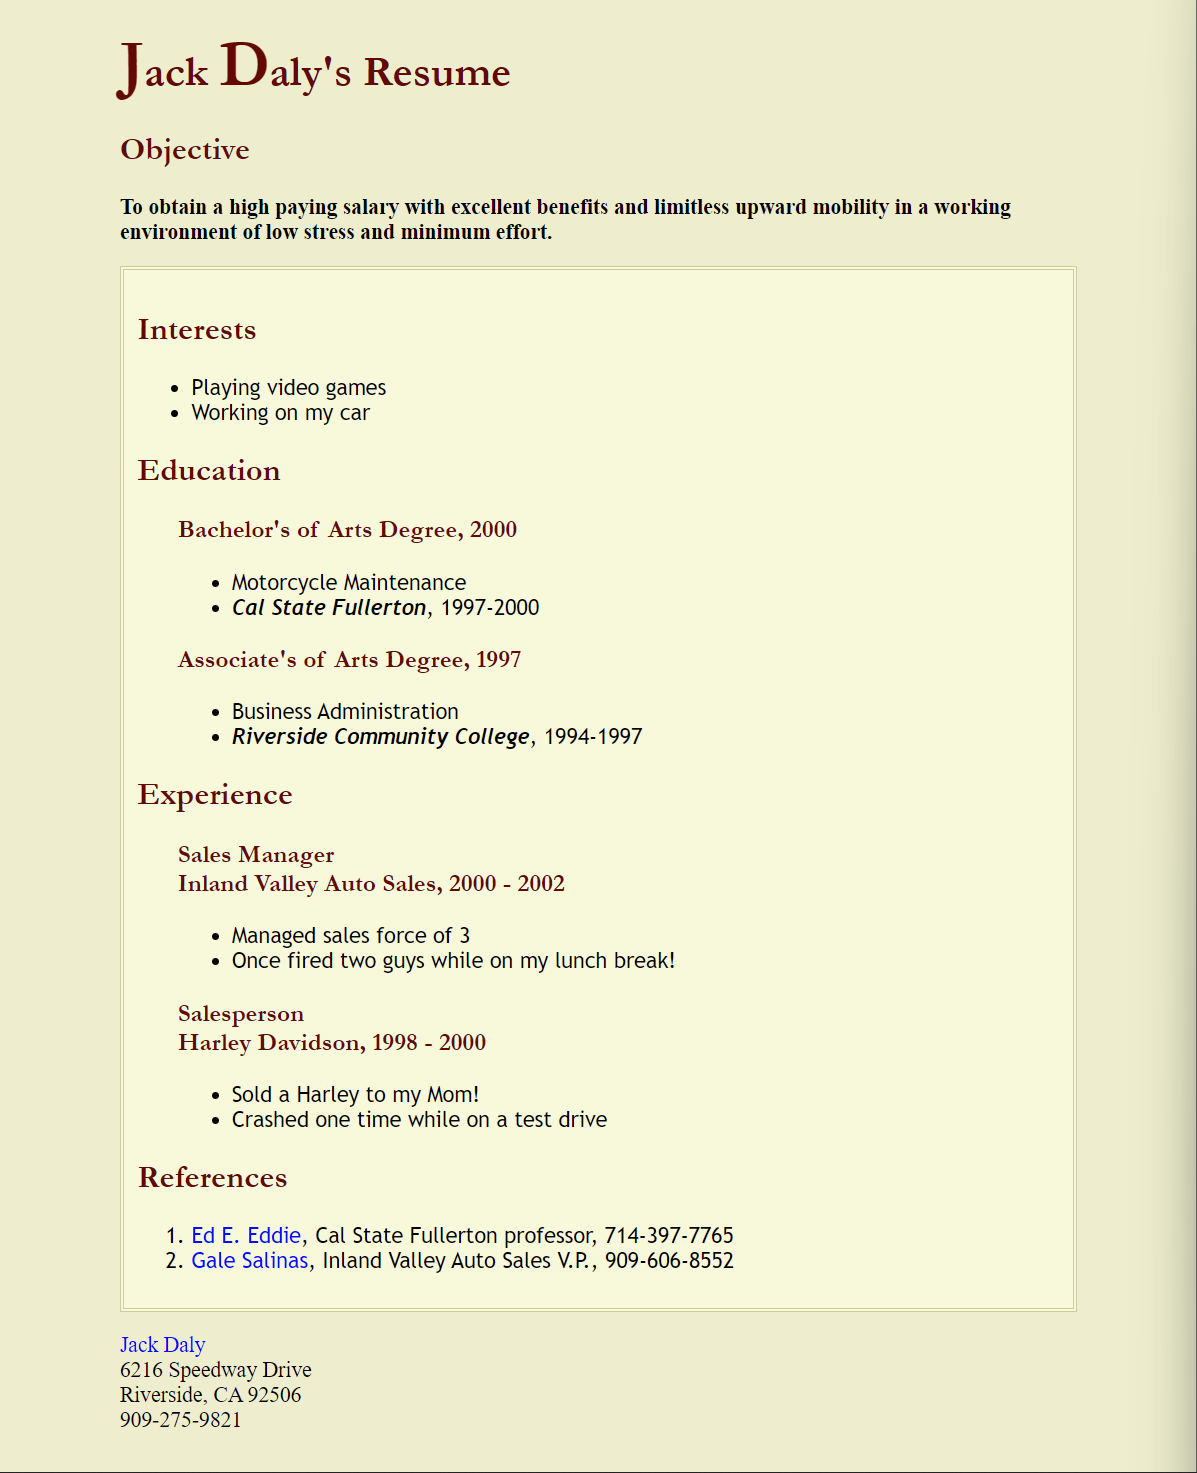 Jack Daly's Resume
Objective
To obtain a high paying salary with excellent benefits and limitless upward mobility in a working
environment of low stress and minimum effort.
Interests
• Playing video games
• Working on my car
Education
Bachelor's of Arts Degree, 2000
• Motorcycle Maintenance
• Cal State Fullerton, 1997-2000
Associate's of Arts Degree, 1997
• Business Administration
• Riverside Community College, 1994-1997
Experience
Sales Manager
Inland Valley Auto Sales, 2000 - 2002
• Managed sales force of 3
• Once fired two guys while on my lunch break!
Salesperson
Harley Davidson, 1998 - 2000
• Sold a Harley to my Mom!
• Crashed one time while on a test drive
References
1. Ed E. Eddie, Cal State Fullerton professor, 714-397-7765
2. Gale Salinas, Inland Valley Auto Sales V.P., 909-606-8552
Jack Daly
6216 Speedway Drive
Riverside, CA 92506
909-275-9821